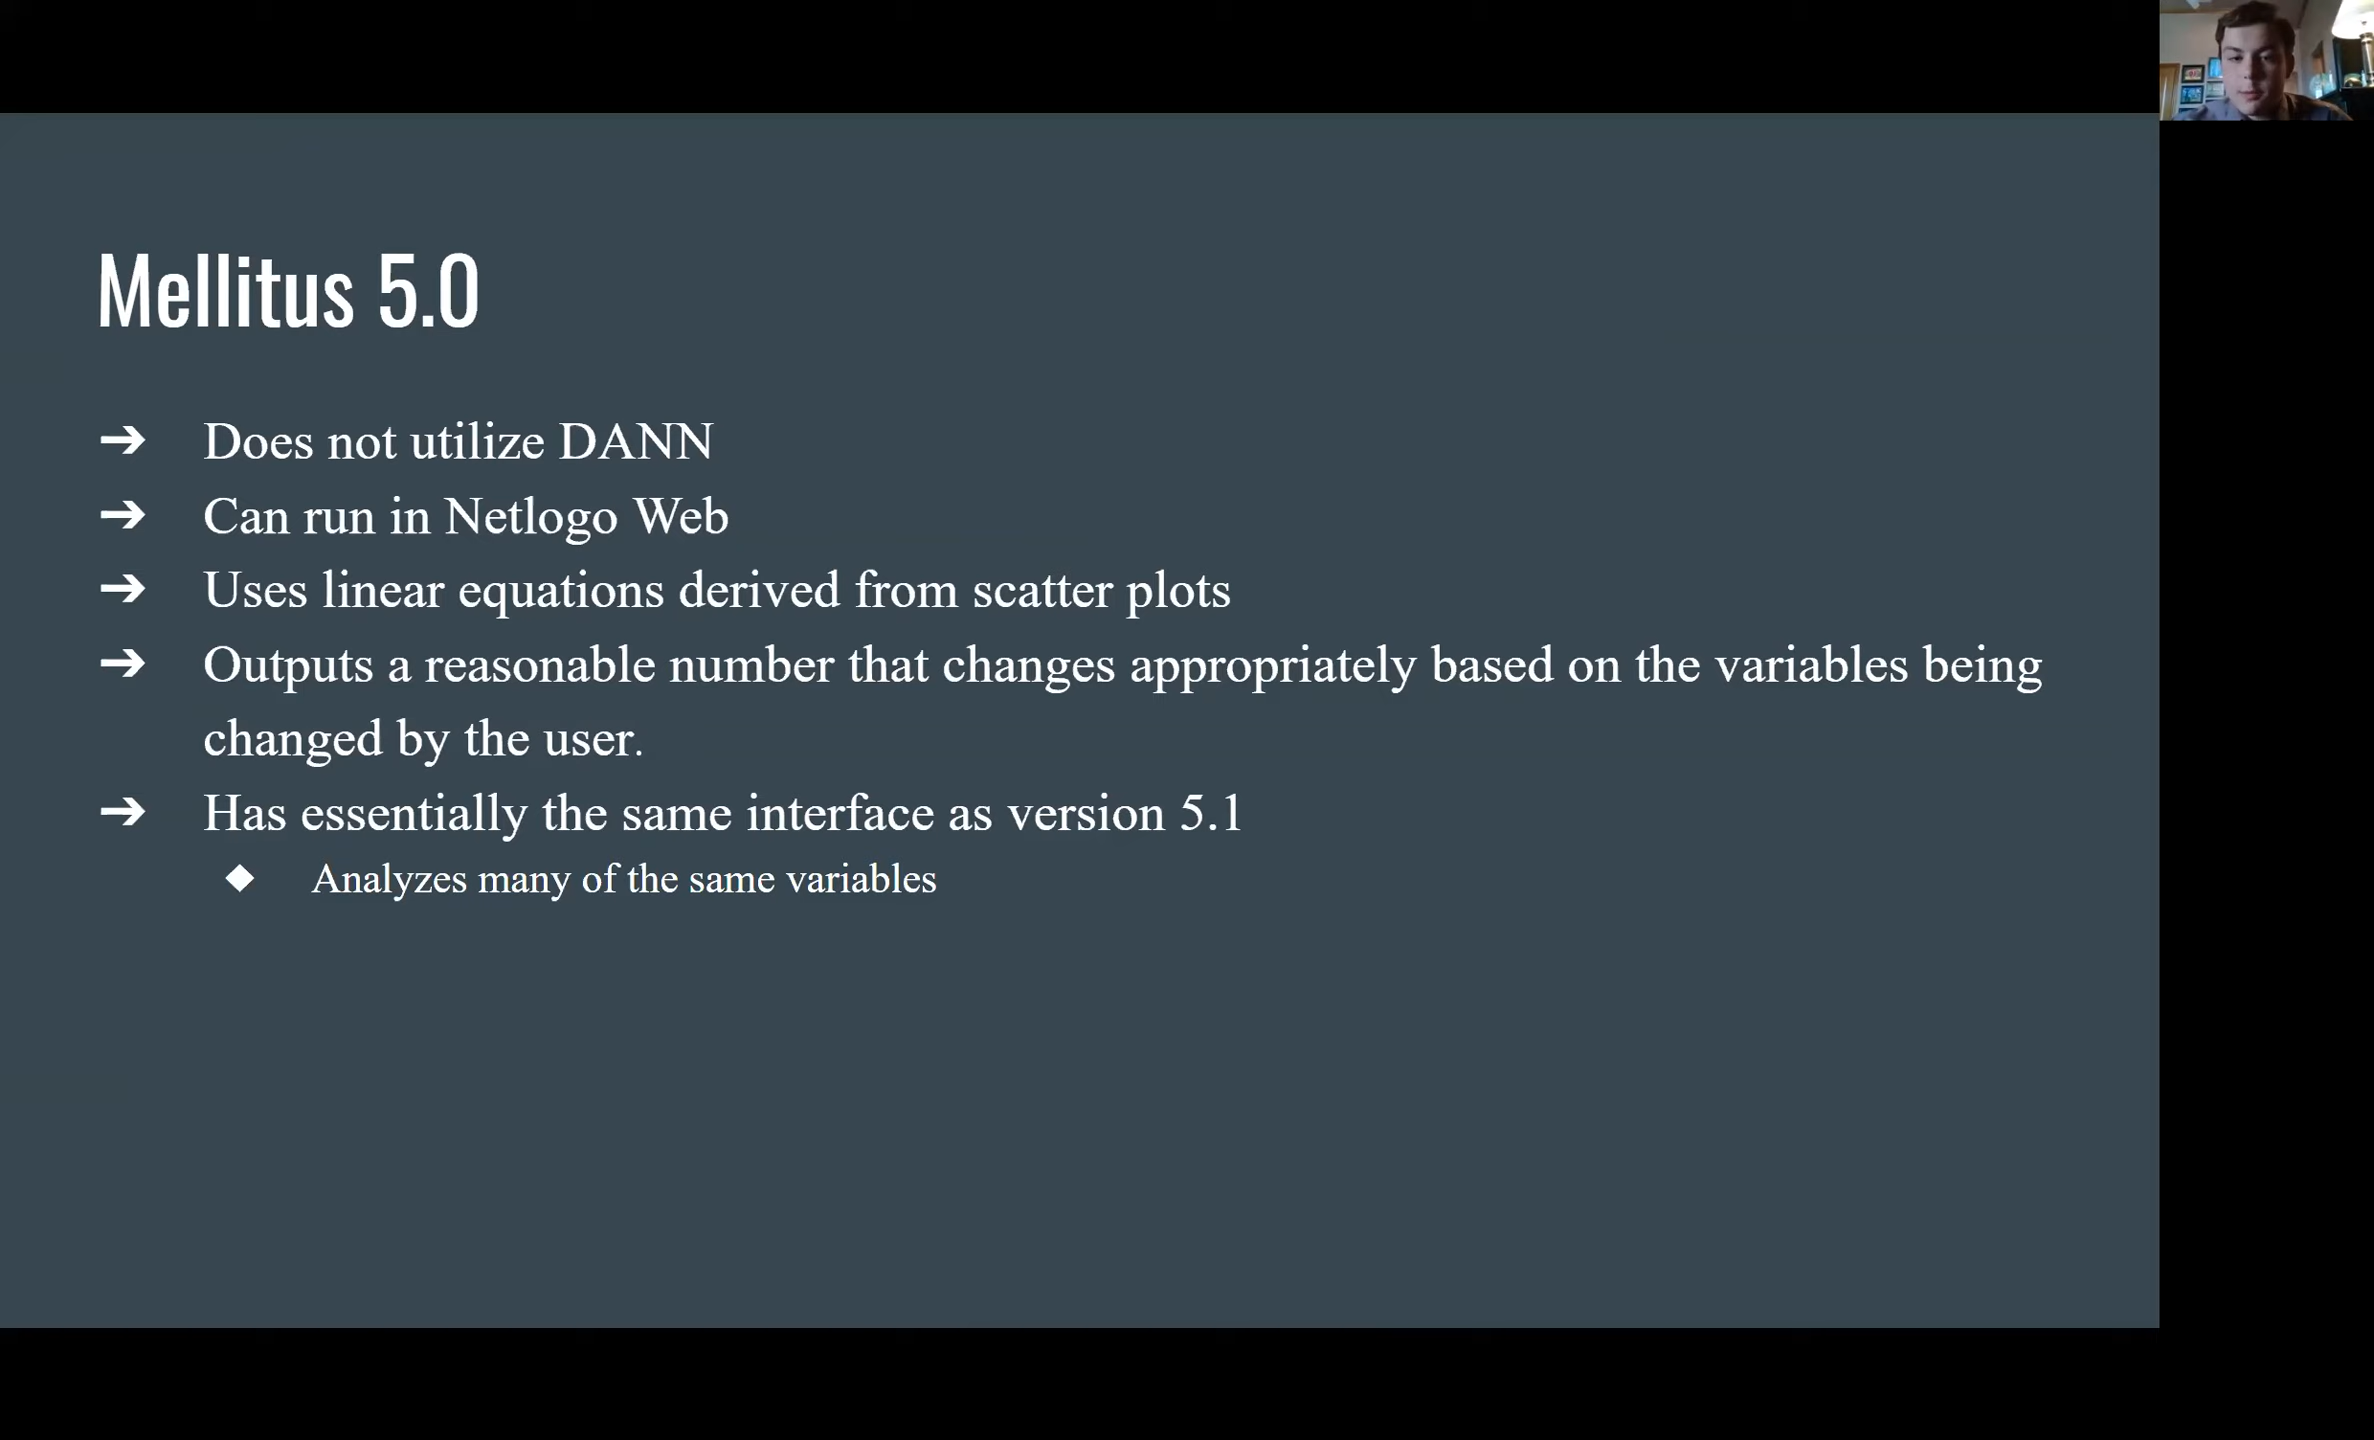 Mellitus 5.0
➔ Does not utilize DANN
➔ Can run in Netlogo Web
➔ Uses linear equations derived from scatter plots
➔ Outputs a reasonable number that changes appropriately based on the variables being
changed by the user.
➔ Has essentially the same interface as version 5.1
◆ Analyzes many of the same variables